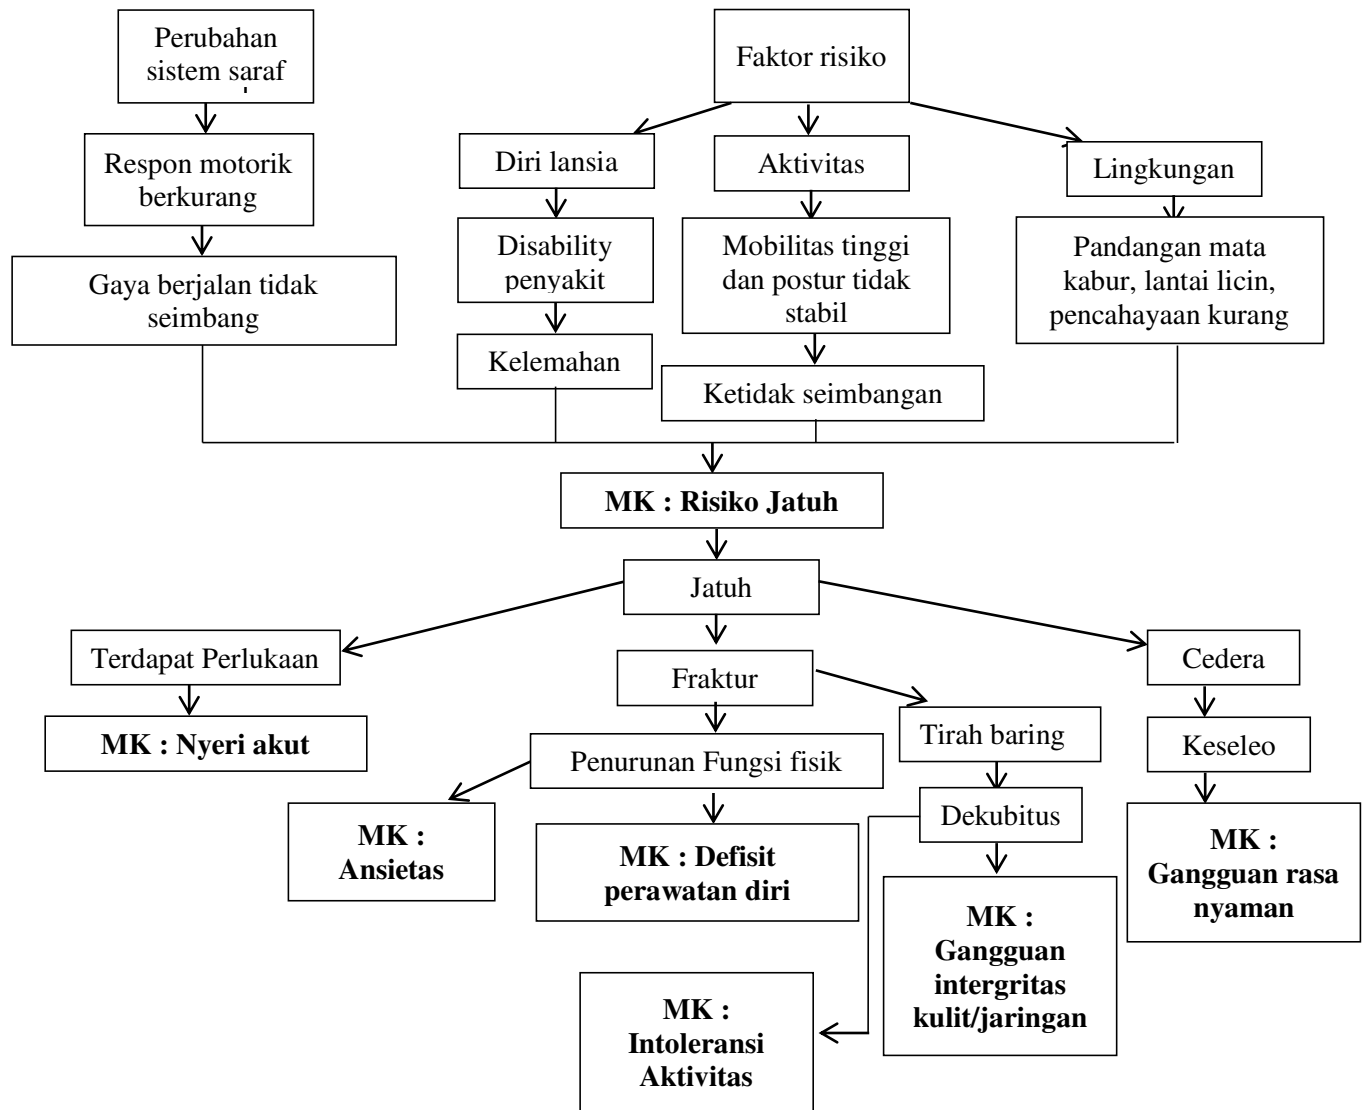 Perubahan
sistem saraf
Faktor risiko
Respon motorik
berkurang
Diri lansia
Aktivitas
Lingkungan
Gaya berjalan tidak
seimbang
Disability
penyakit
Mobilitas tinggi
dan postur tidak
stabil
Pandangan mata
kabur, lantai licin,
pencahayaan kurang
Kelemahan
Ketidak seimbangan
MK : Risiko Jatuh
Jatuh
Terdapat Perlukaan
Fraktur
Cedera
MK : Nyeri akut
Penurunan Fungsi fisik
Tirah baring
Keseleo
MK :
Ansietas
MK : Defisit
perawatan diri
Dekubitus
MK :
Gangguan rasa
nyaman
MK :
Gangguan
intergritas
kulit/jaringan
MK :
Intoleransi
Aktivitas